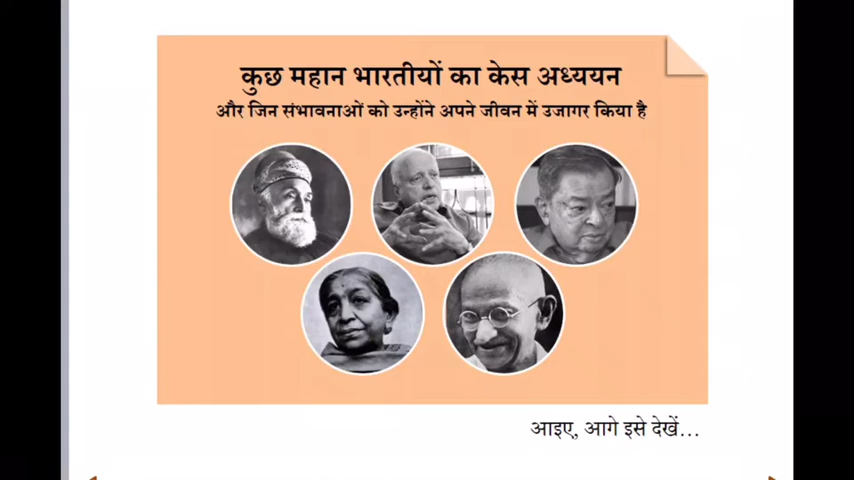 कुछ महान भारतीयों का केस अध्ययन
और जिन संभावनाओं को उन्होंने अपने जीवन में उजागर किया है
आइए, आगे इसे देखें...